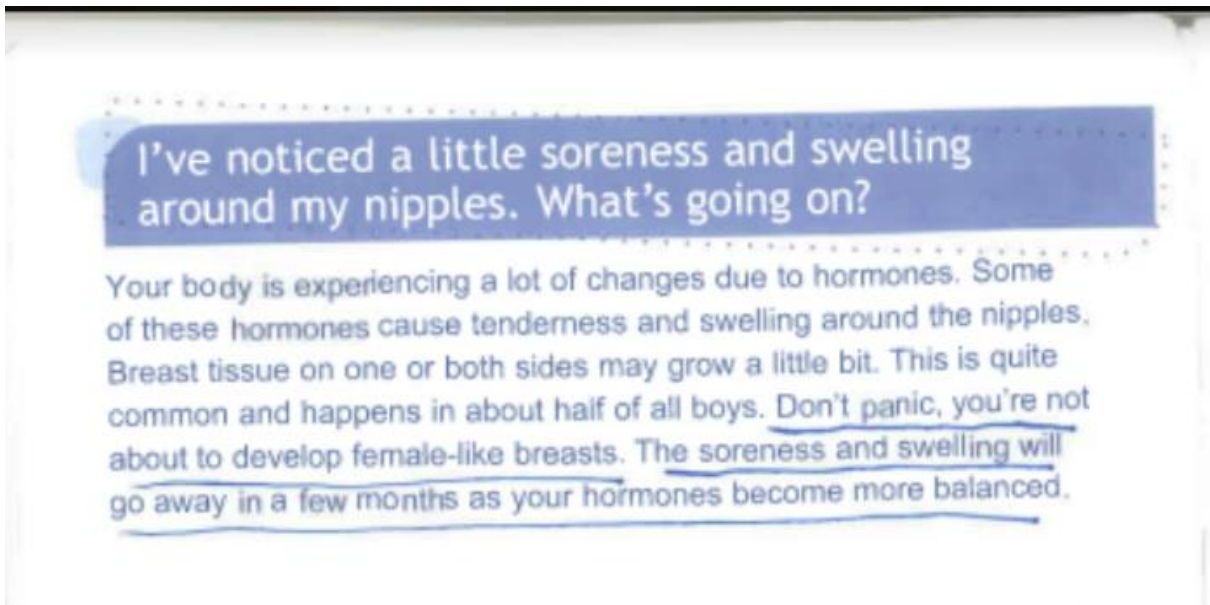 I've noticed a little soreness and swelling
around my nipples. What's going on?
Your body is experiencing a lot of changes due to hormones. Some
of these hormones cause tenderness and swelling around the nipples.
Breast tissue on one or both sides may grow a little bit. This is quite
common and happens in about half of all boys. Don't panic, you're not
about to develop female-like breasts. The soreness and swelling will
go away in a few months as your hormones become more balanced.